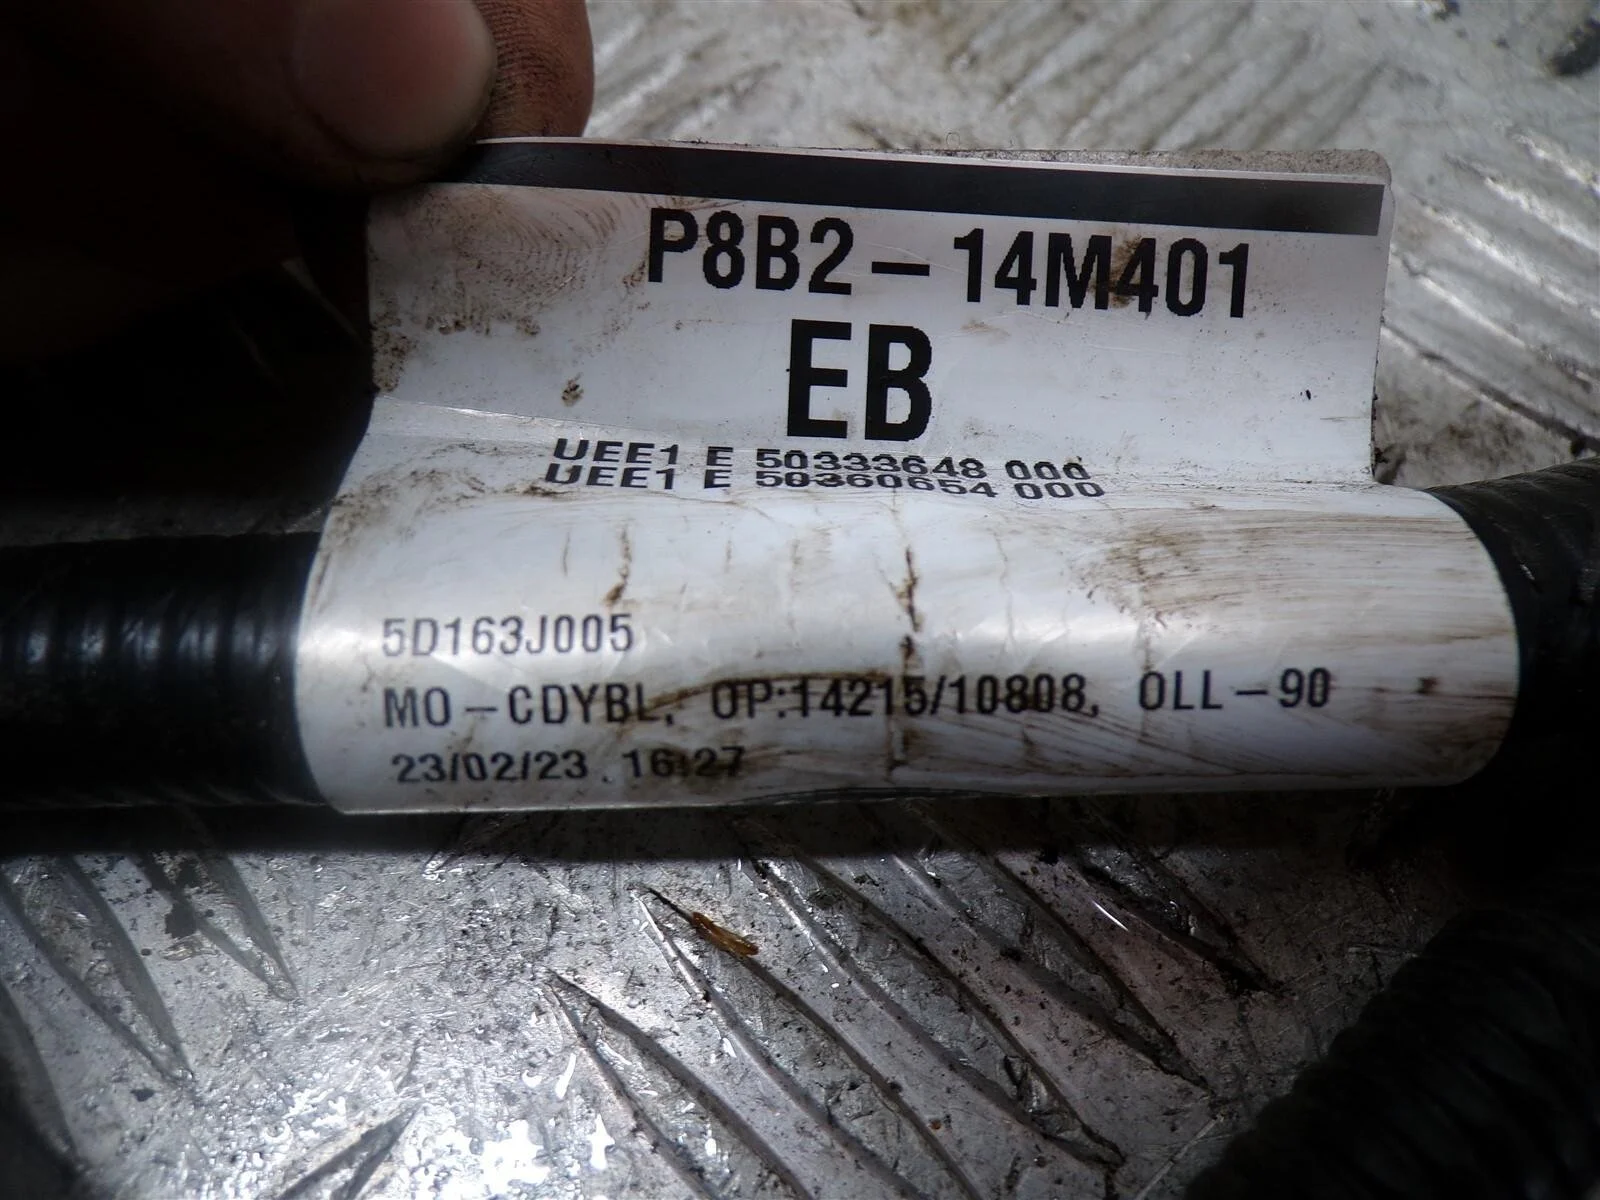 P8B2-14M401
EB
UEE1 E 50333648 000
UEE1 E 50360654 000
5D163J005
MO-CDYBL, OP:14215/10808, OLL-90
23/02/23 . 16:27